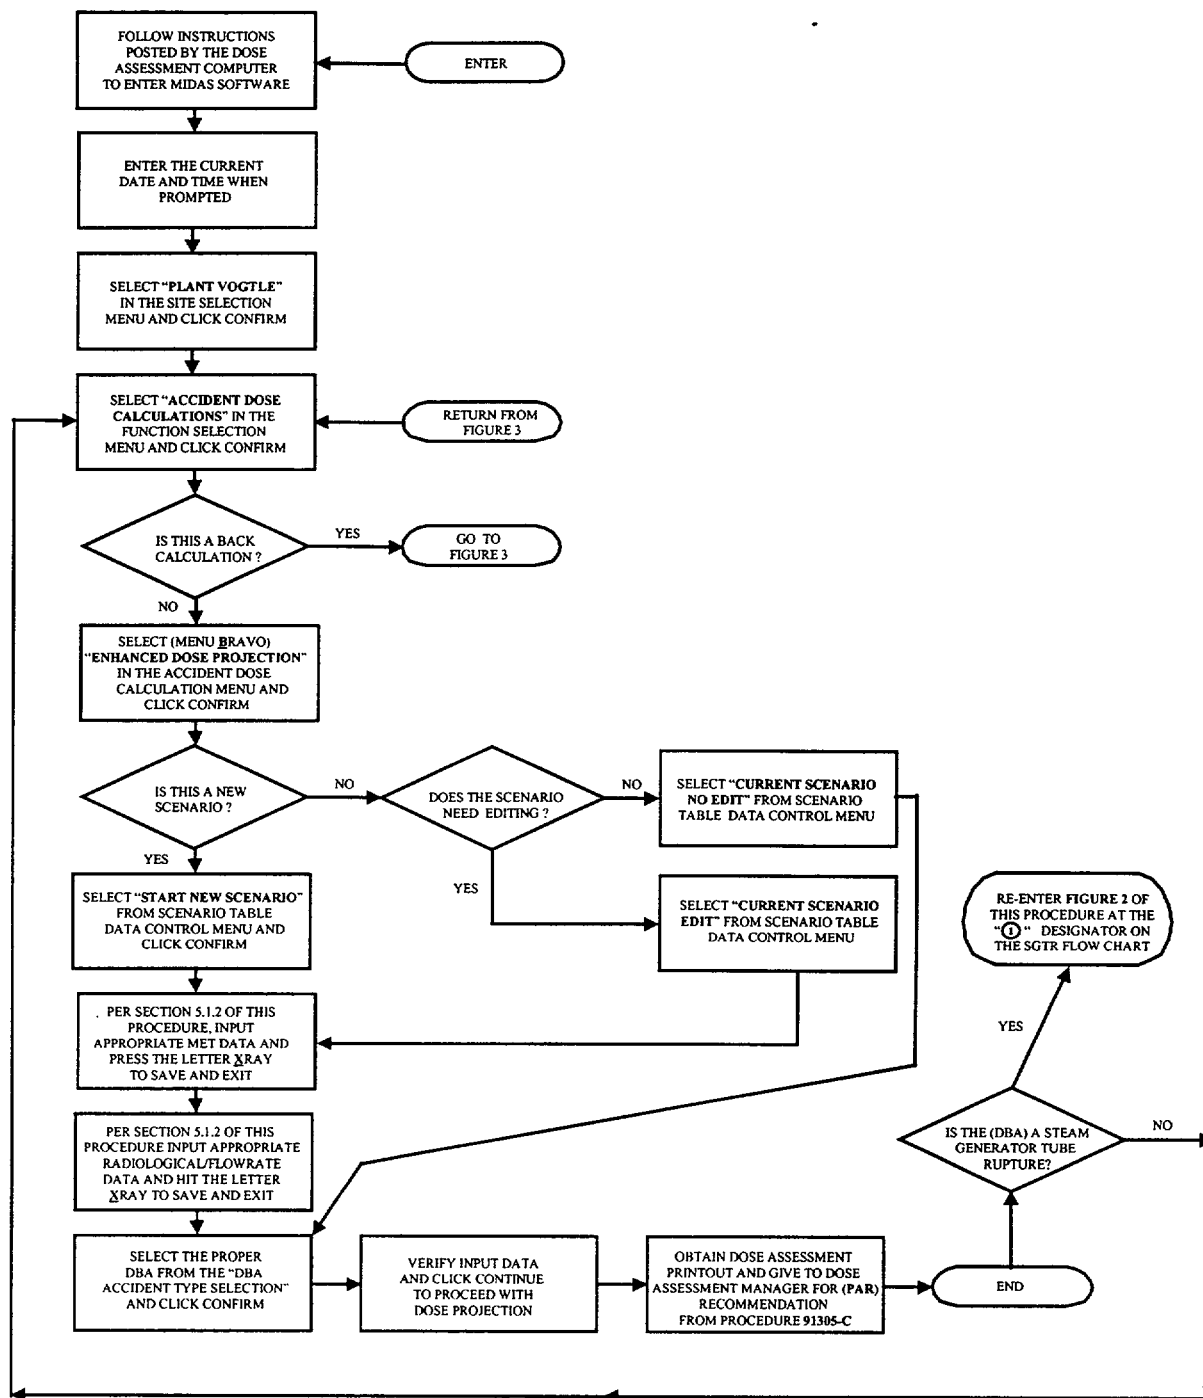 FOLLOW INSTRUCTIONS
POSTED BY THE DOSE
ASSESSMENT COMPUTER
TO ENTER MIDAS SOFTWARE
ENTER
ENTER THE CURRENT
DATE AND TIME WHEN
PROMPTED
SELECT "PLANT VOGTLE"
IN THE SITE SELECTION
MENU AND CLICK CONFIRM
SELECT "ACCIDENT DOSE
CALCULATIONS" IN THE
FUNCTION SELECTION
MENU AND CLICK CONFIRM
RETURN FROM
FIGURE 3
IS THIS A BACK
CALCULATION ?
YES
GO TO
FIGURE 3
NO
SELECT (MENU BRAVO)
"ENHANCED DOSE PROJECTION"
IN THE ACCIDENT DOSE
CALCULATION MENU AND
CLICK CONFIRM
IS THIS A NEW
SCENARIO ?
NO
DOES THE SCENARIO
NEED EDITING ?
NO
SELECT "CURRENT SCENARIO
NO EDIT" FROM SCENARIO
TABLE DATA CONTROL MENU
YES
SELECT "START NEW SCENARIO"
FROM SCENARIO TABLE
DATA CONTROL MENU AND
CLICK CONFIRM
YES
SELECT "CURRENT SCENARIO
EDIT" FROM SCENARIO TABLE
DATA CONTROL MENU
RE-ENTER FIGURE 2 OF
THIS PROCEDURE AT THE
"①" DESIGNATOR ON
THE SGTR FLOW CHART
PER SECTION 5.1.2 OF THIS
PROCEDURE, INPUT
APPROPRIATE MET DATA AND
PRESS THE LETTER XRAY
TO SAVE AND EXIT
YES
PER SECTION 5.1.2 OF THIS
PROCEDURE INPUT APPROPRIATE
RADIOLOGICAL/FLOWRATE
DATA AND HIT THE LETTER
XRAY TO SAVE AND EXIT
IS THE (DBA) A STEAM
GENERATOR TUBE
RUPTURE?
NO
SELECT THE PROPER
DBA FROM THE "DBA
ACCIDENT TYPE SELECTION"
AND CLICK CONFIRM
VERIFY INPUT DATA
AND CLICK CONTINUE
TO PROCEED WITH
DOSE PROJECTION
OBTAIN DOSE ASSESSMENT
PRINTOUT AND GIVE TO DOSE
ASSESSMENT MANAGER FOR (PAR)
RECOMMENDATION
FROM PROCEDURE 91305-C
END